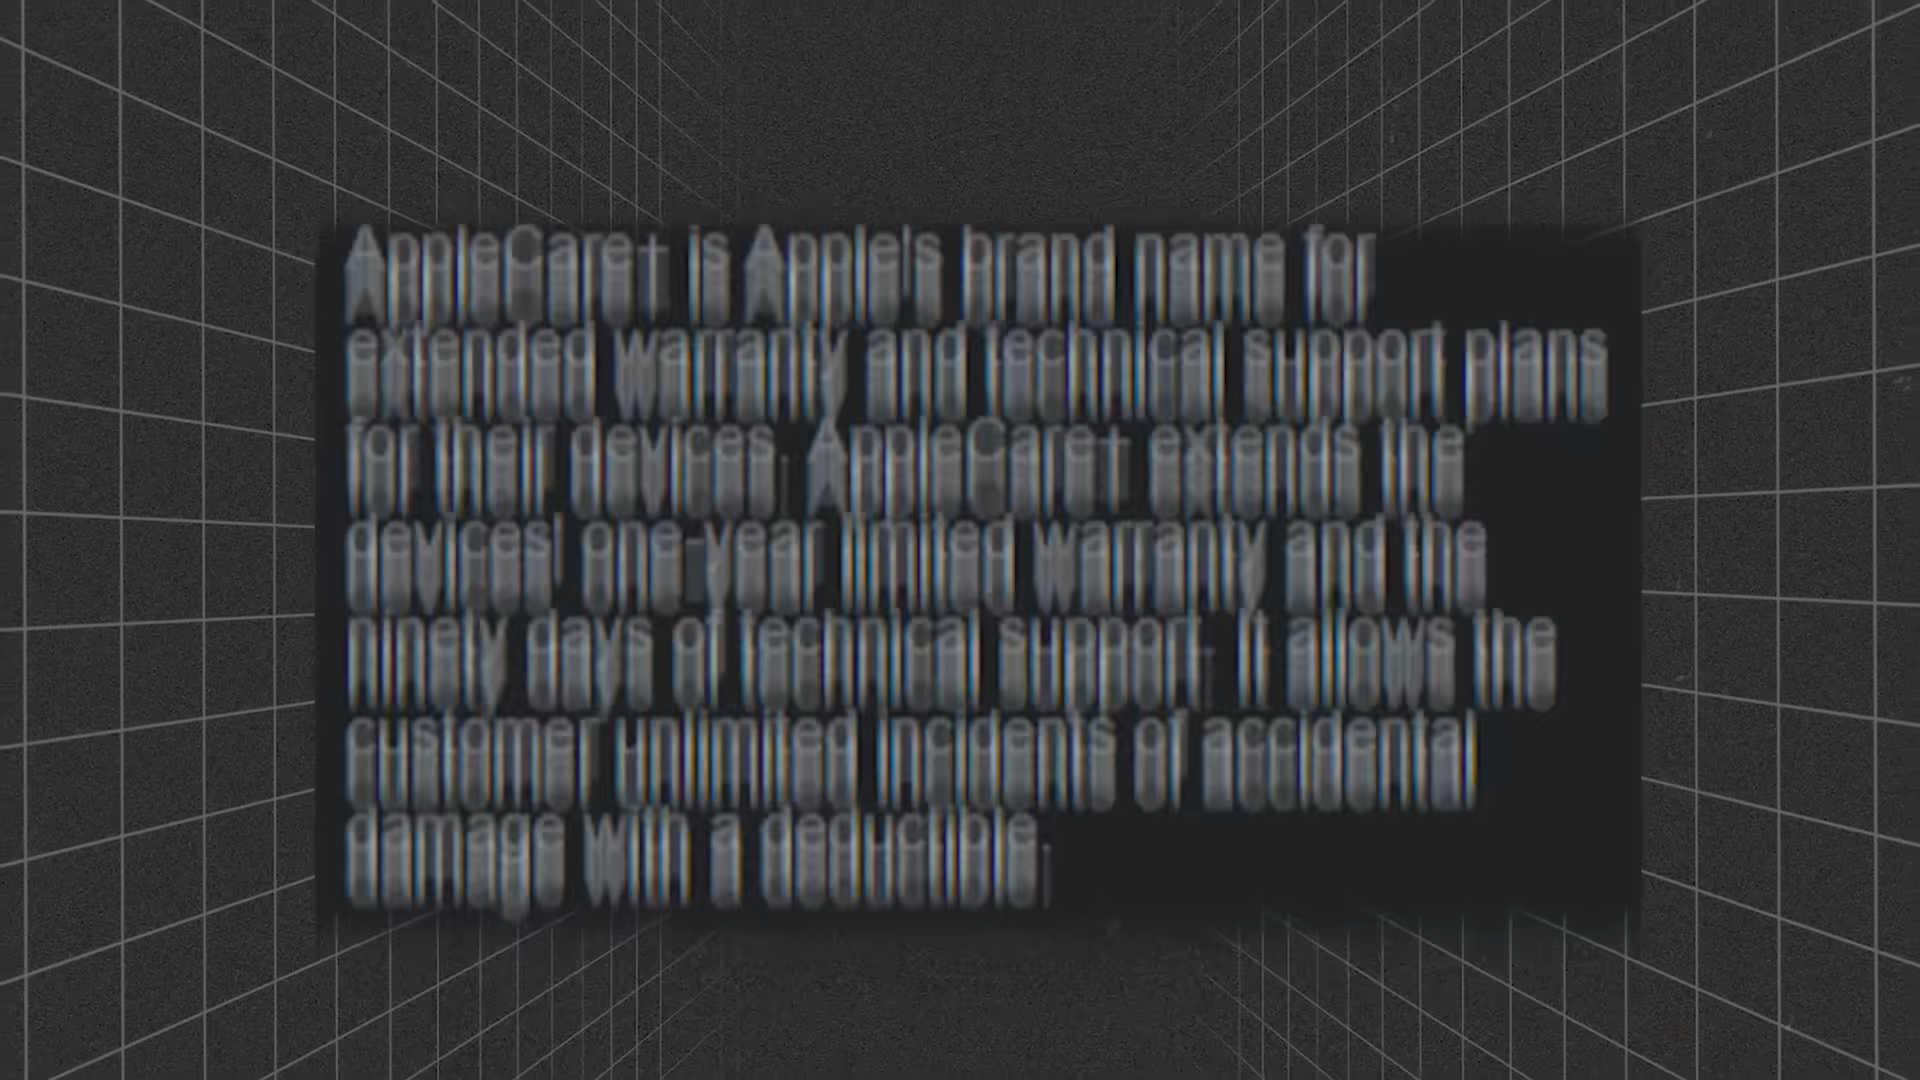 AppleCare+ is Apple's brand name for
extended warranty and technical support plans
for their devices. AppleCare+ extends the
devices' one-year limited warranty and the
ninety days of technical support. It allows the
customer unlimited incidents of accidental
damage with a deductible.